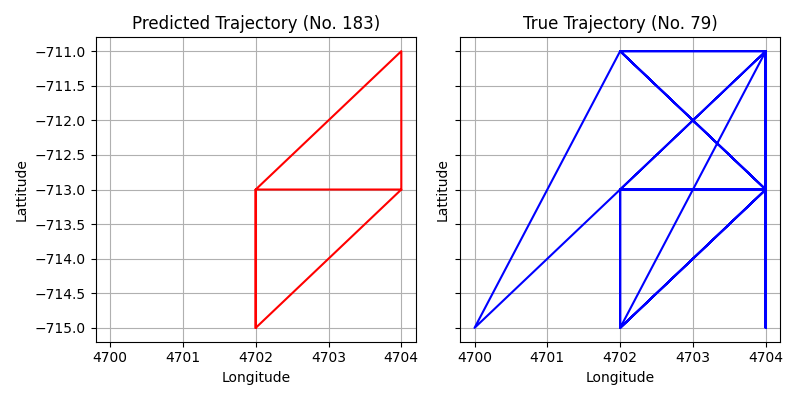 Predicted Trajectory (No. 183)
True Trajectory (No. 79)
Lattitude
−711.0
−711.5
−712.0
−712.5
−713.0
−713.5
−714.0
−714.5
−715.0
4700 4701 4702 4703 4704
Longitude
Lattitude
4700 4701 4702 4703 4704
Longitude